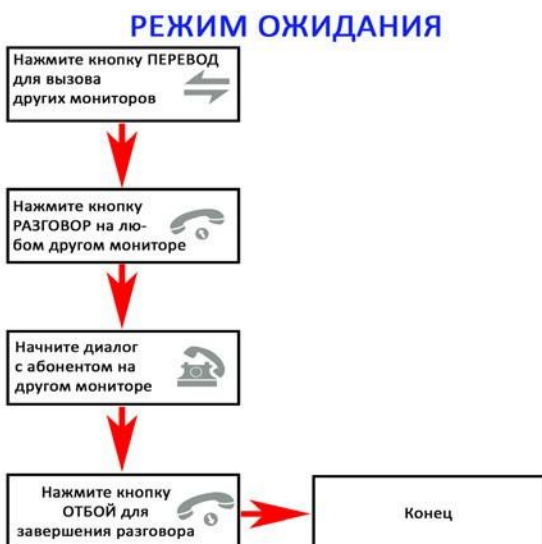 РЕЖИМ ОЖИДАНИЯ
Нажмите кнопку ПЕРЕВОД
для вызова
других мониторов
Нажмите кнопку
РАЗГОВОР на лю-
бом другом мониторе
Начните диалог
с абонентом на
другом мониторе
Нажмите кнопку
ОТБОЙ для
завершения разговора
Конец